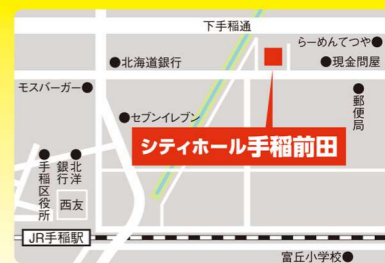 下手稲通
らーめんてつや
北海道銀行
現金問屋
モスバーガー
セブンイレブン
郵便局
シティホール手稲前田
手稲区役所
北洋銀行
西友
JR手稲駅
富丘小学校